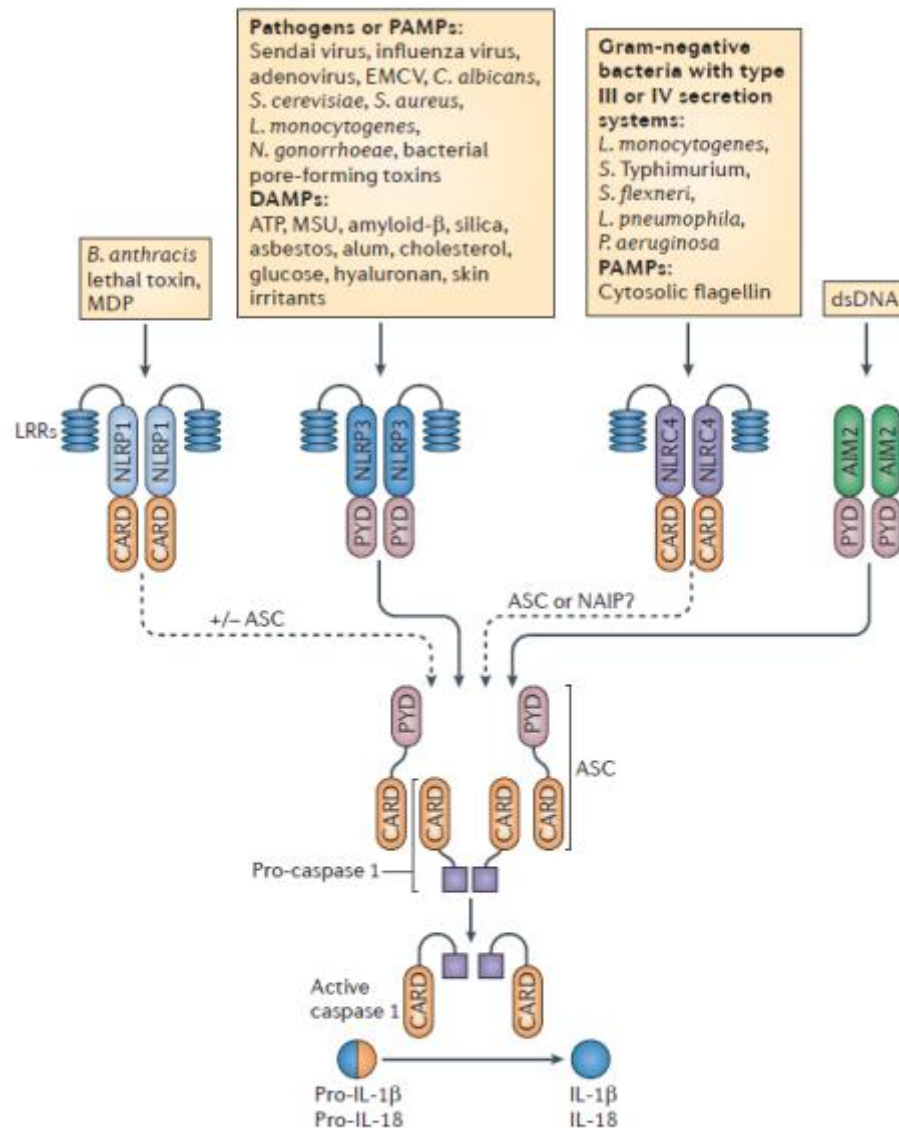 Pathogens or PAMPs:
Sendai virus, influenza virus,
adenovirus, EMCV, C. albicans,
S. cerevisiae, S. aureus,
L. monocytogenes,
N. gonorrhoeae, bacterial
pore-forming toxins
DAMPs:
ATP, MSU, amyloid-β, silica,
asbestos, alum, cholesterol,
glucose, hyaluronan, skin
irritants
Gram-negative
bacteria with type
III or IV secretion
systems:
L. monocytogenes,
S. Typhimurium,
S. flexneri,
L. pneumophila,
P. aeruginosa
PAMPs:
Cytosolic flagellin
B. anthracis
lethal toxin,
MDP
dsDNA
LRRs
NLRP1
NLRP1
NLRP3
NLRP3
NLRC4
NLRC4
AIM2
AIM2
CARD
CARD
PYD
PYD
CARD
CARD
PYD
PYD
+/– ASC
ASC or NAIP?
PYD
PYD
ASC
CARD
CARD
CARD
CARD
Pro-caspase 1
Active
caspase 1
CARD
CARD
Pro-IL-1β
Pro-IL-18
IL-1β
IL-18